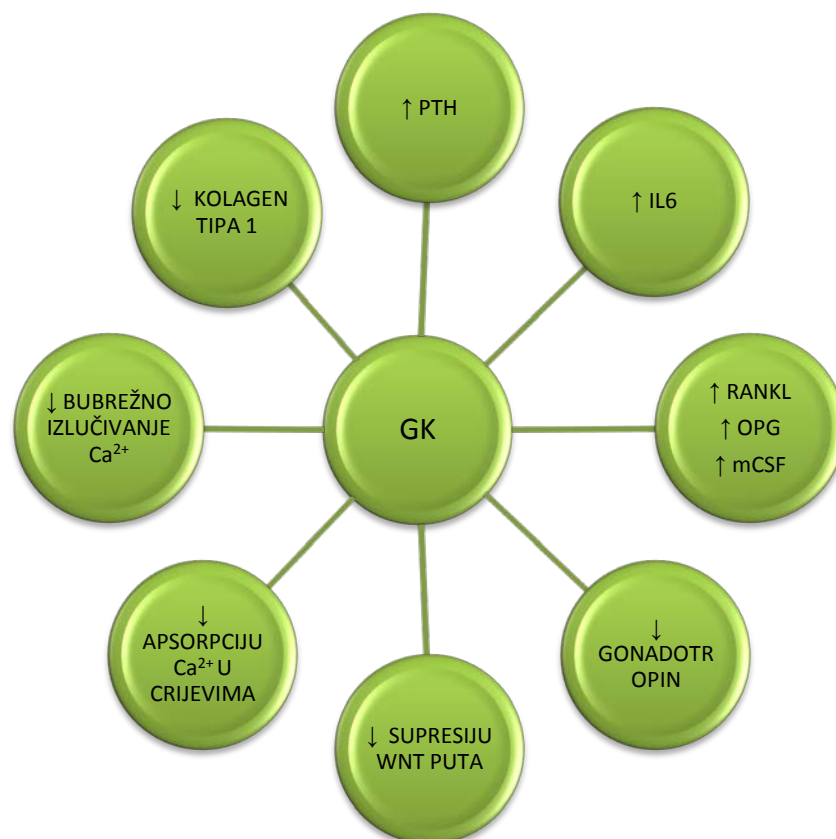 ↑ PTH
↑ IL6
↑ RANKL
↑ OPG
↑ mCSF
↓
GONADOTR
OPIN
↓ SUPRESIJU
WNT PUTA
↓
APSORPCIJU
Ca²⁺ U
CRIJEVIMA
↓ BUBREŽNO
IZLUČIVANJE
Ca²⁺
↓ KOLAGEN
TIPA 1
GK